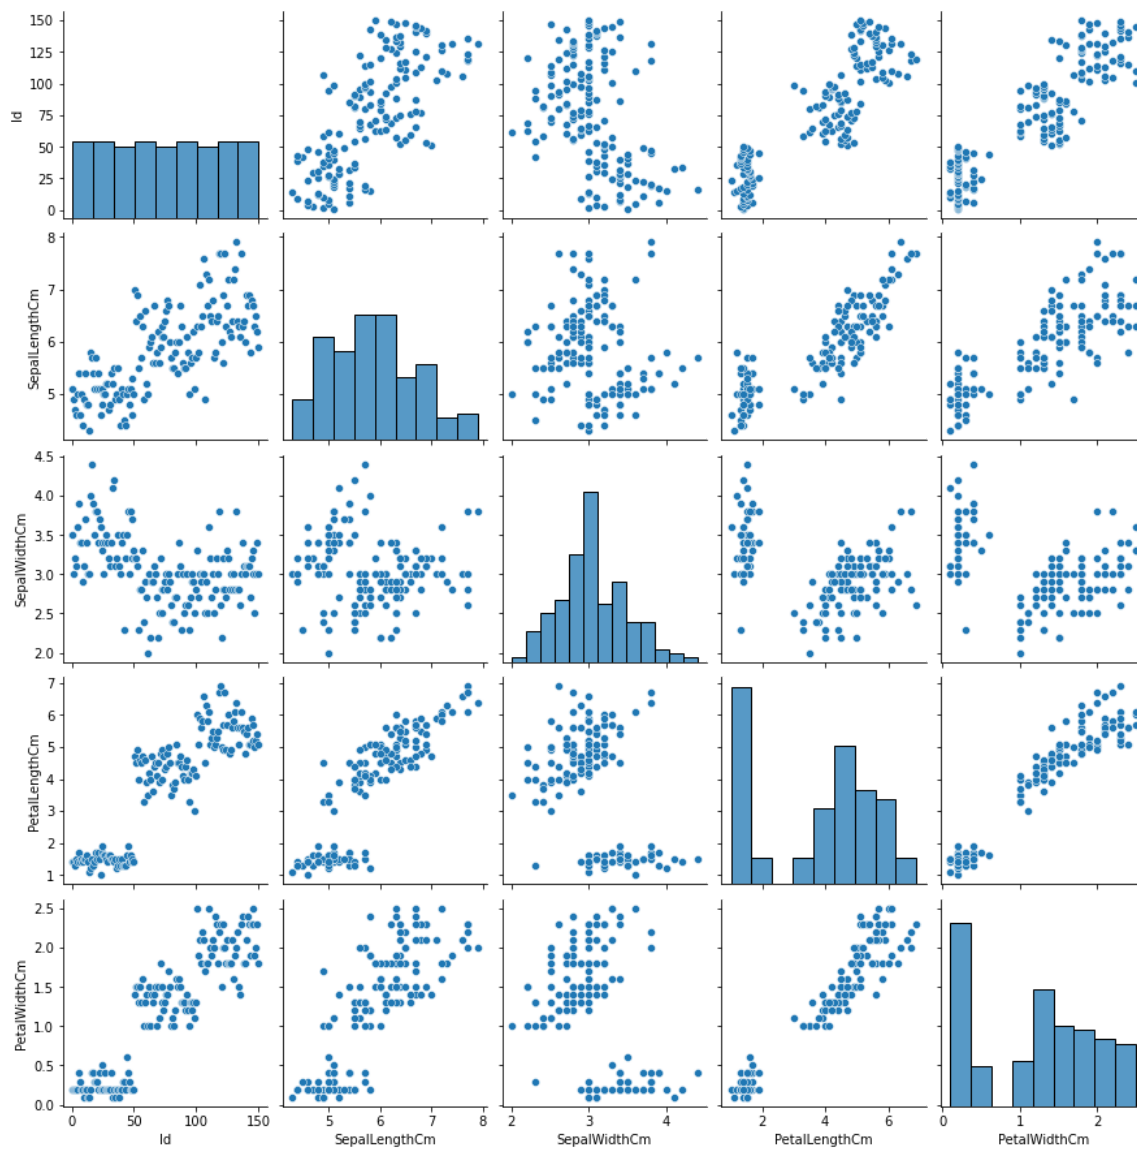 150
125
100
75
50
25
0
Id
8
7
6
5
SepalLengthCm
4.5
4.0
3.5
3.0
2.5
2.0
SepalWidthCm
7
6
5
4
3
2
1
PetalLengthCm
2.5
2.0
1.5
1.0
0.5
0.0
PetalWidthCm
0 50 100 150
5 6 7 8
2 3 4
2 4 6
0 1 2
Id SepalLengthCm SepalWidthCm PetalLengthCm PetalWidthCm